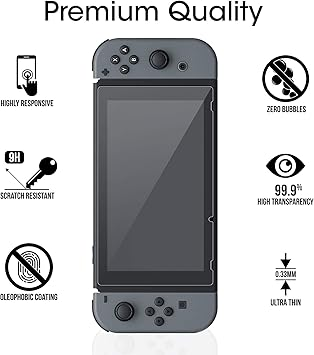 Premium Quality
HIGHLY RESPONSIVE
ZERO BUBBLES
9H
SCRATCH RESISTANT
99.9%
HIGH TRANSPARENCY
OLEOPHOBIC COATING
0.33MM
ULTRA THIN